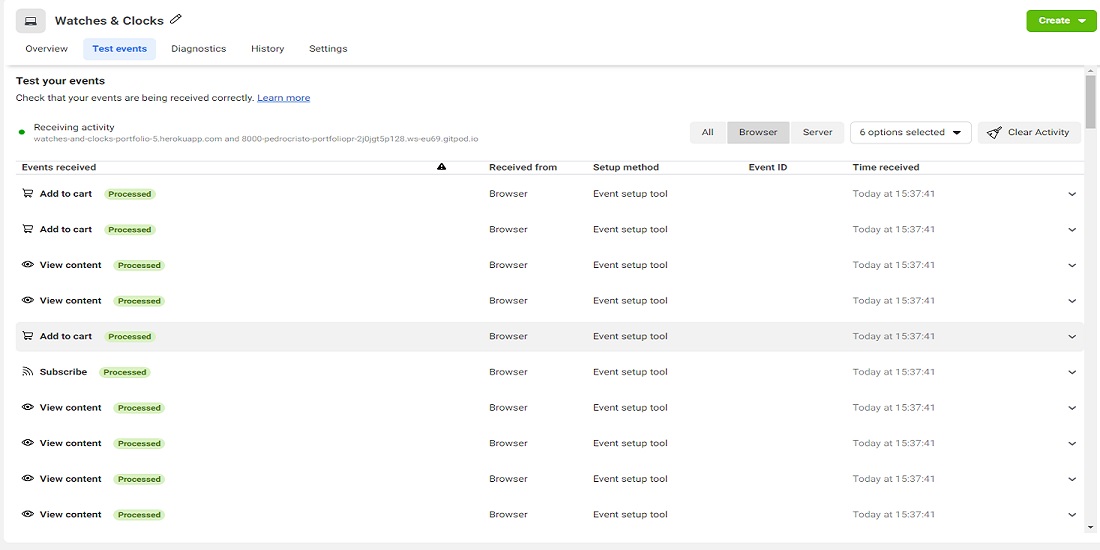 Watches & Clocks
Create
Overview Test events Diagnostics History Settings
Test your events
Check that your events are being received correctly. Learn more
Receiving activity
watches-and-clocks-portfolio-5.herokuapp.com and 8000-pedrocristo-portfoliopr-2j0jgt5p128.ws-eu69.gitpod.io
All Browser Server 6 options selected Clear Activity
Events received Received from Setup method Event ID Time received
Add to cart Processed Browser Event setup tool Today at 15:37:41
Add to cart Processed Browser Event setup tool Today at 15:37:41
View content Processed Browser Event setup tool Today at 15:37:41
View content Processed Browser Event setup tool Today at 15:37:41
Add to cart Processed Browser Event setup tool Today at 15:37:41
Subscribe Processed Browser Event setup tool Today at 15:37:41
View content Processed Browser Event setup tool Today at 15:37:41
View content Processed Browser Event setup tool Today at 15:37:41
View content Processed Browser Event setup tool Today at 15:37:41
View content Processed Browser Event setup tool Today at 15:37:41